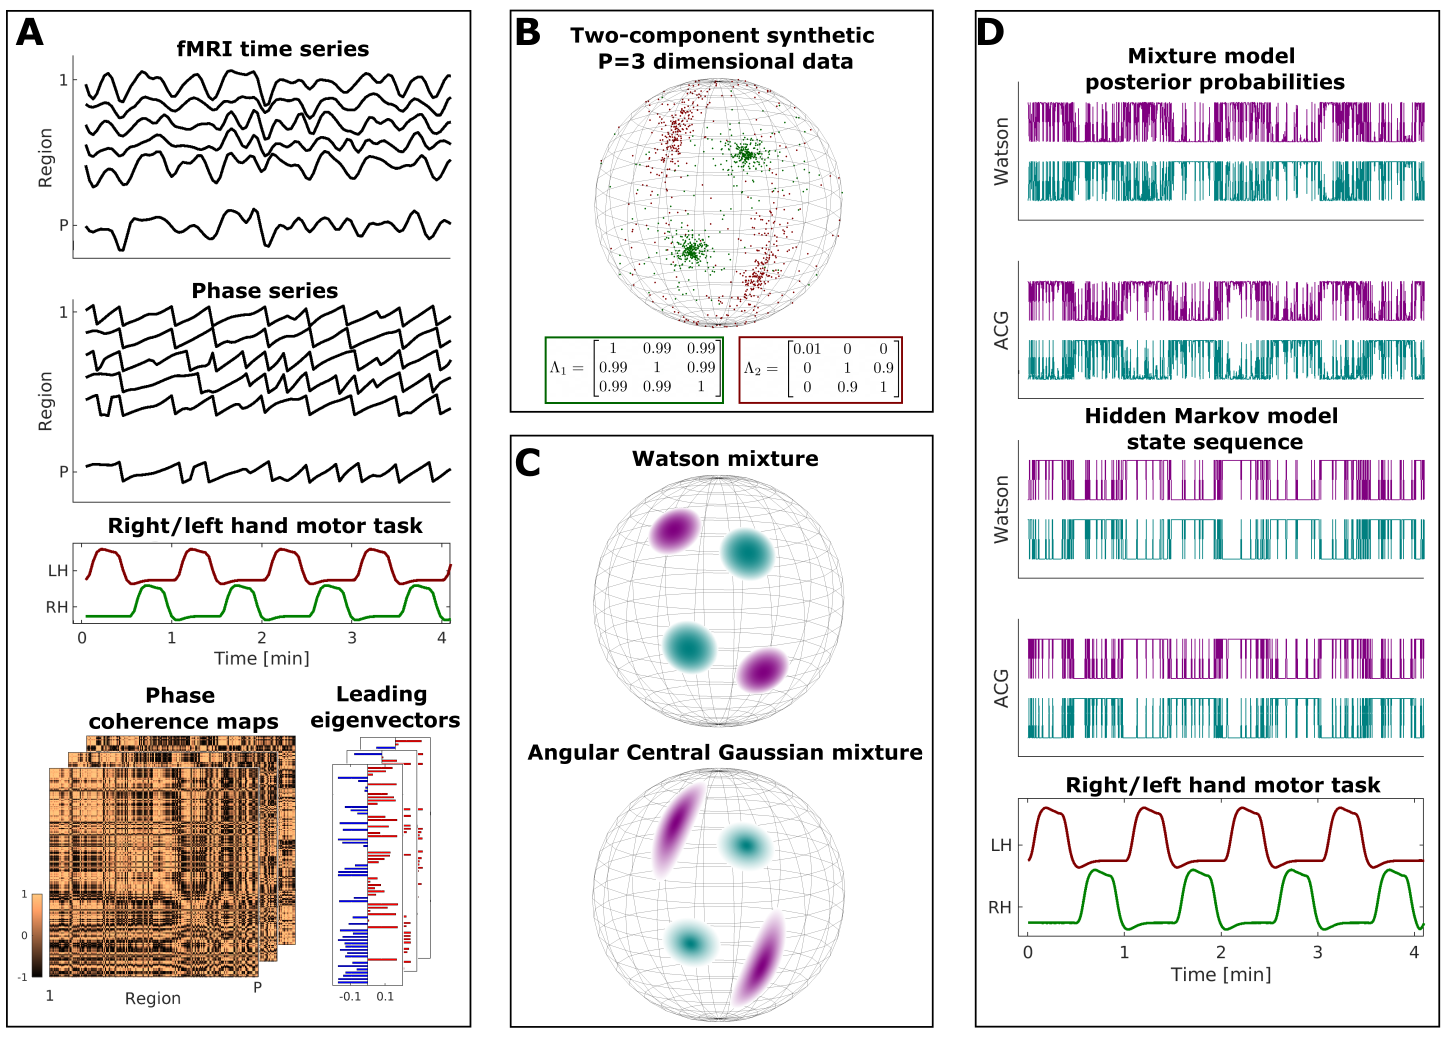 A
fMRI time series
1
Region
P
Phase series
1
Region
P
Right/left hand motor task
LH
RH
0 1 2 3 4
Time [min]
Phase
coherence maps
1
0
-1
1
Region
P
Leading
eigenvectors
-0.1 0.1
B
Two-component synthetic
P=3 dimensional data
Λ₁ =
1 0.99 0.99
0.99 1 0.99
0.99 0.99 1
Λ₂ =
0.01 0 0
0 1 0.9
0 0.9 1
C
Watson mixture
Angular Central Gaussian mixture
D
Mixture model
posterior probabilities
Watson
ACG
Hidden Markov model
state sequence
Watson
ACG
Right/left hand motor task
LH
RH
0 1 2 3 4
Time [min]